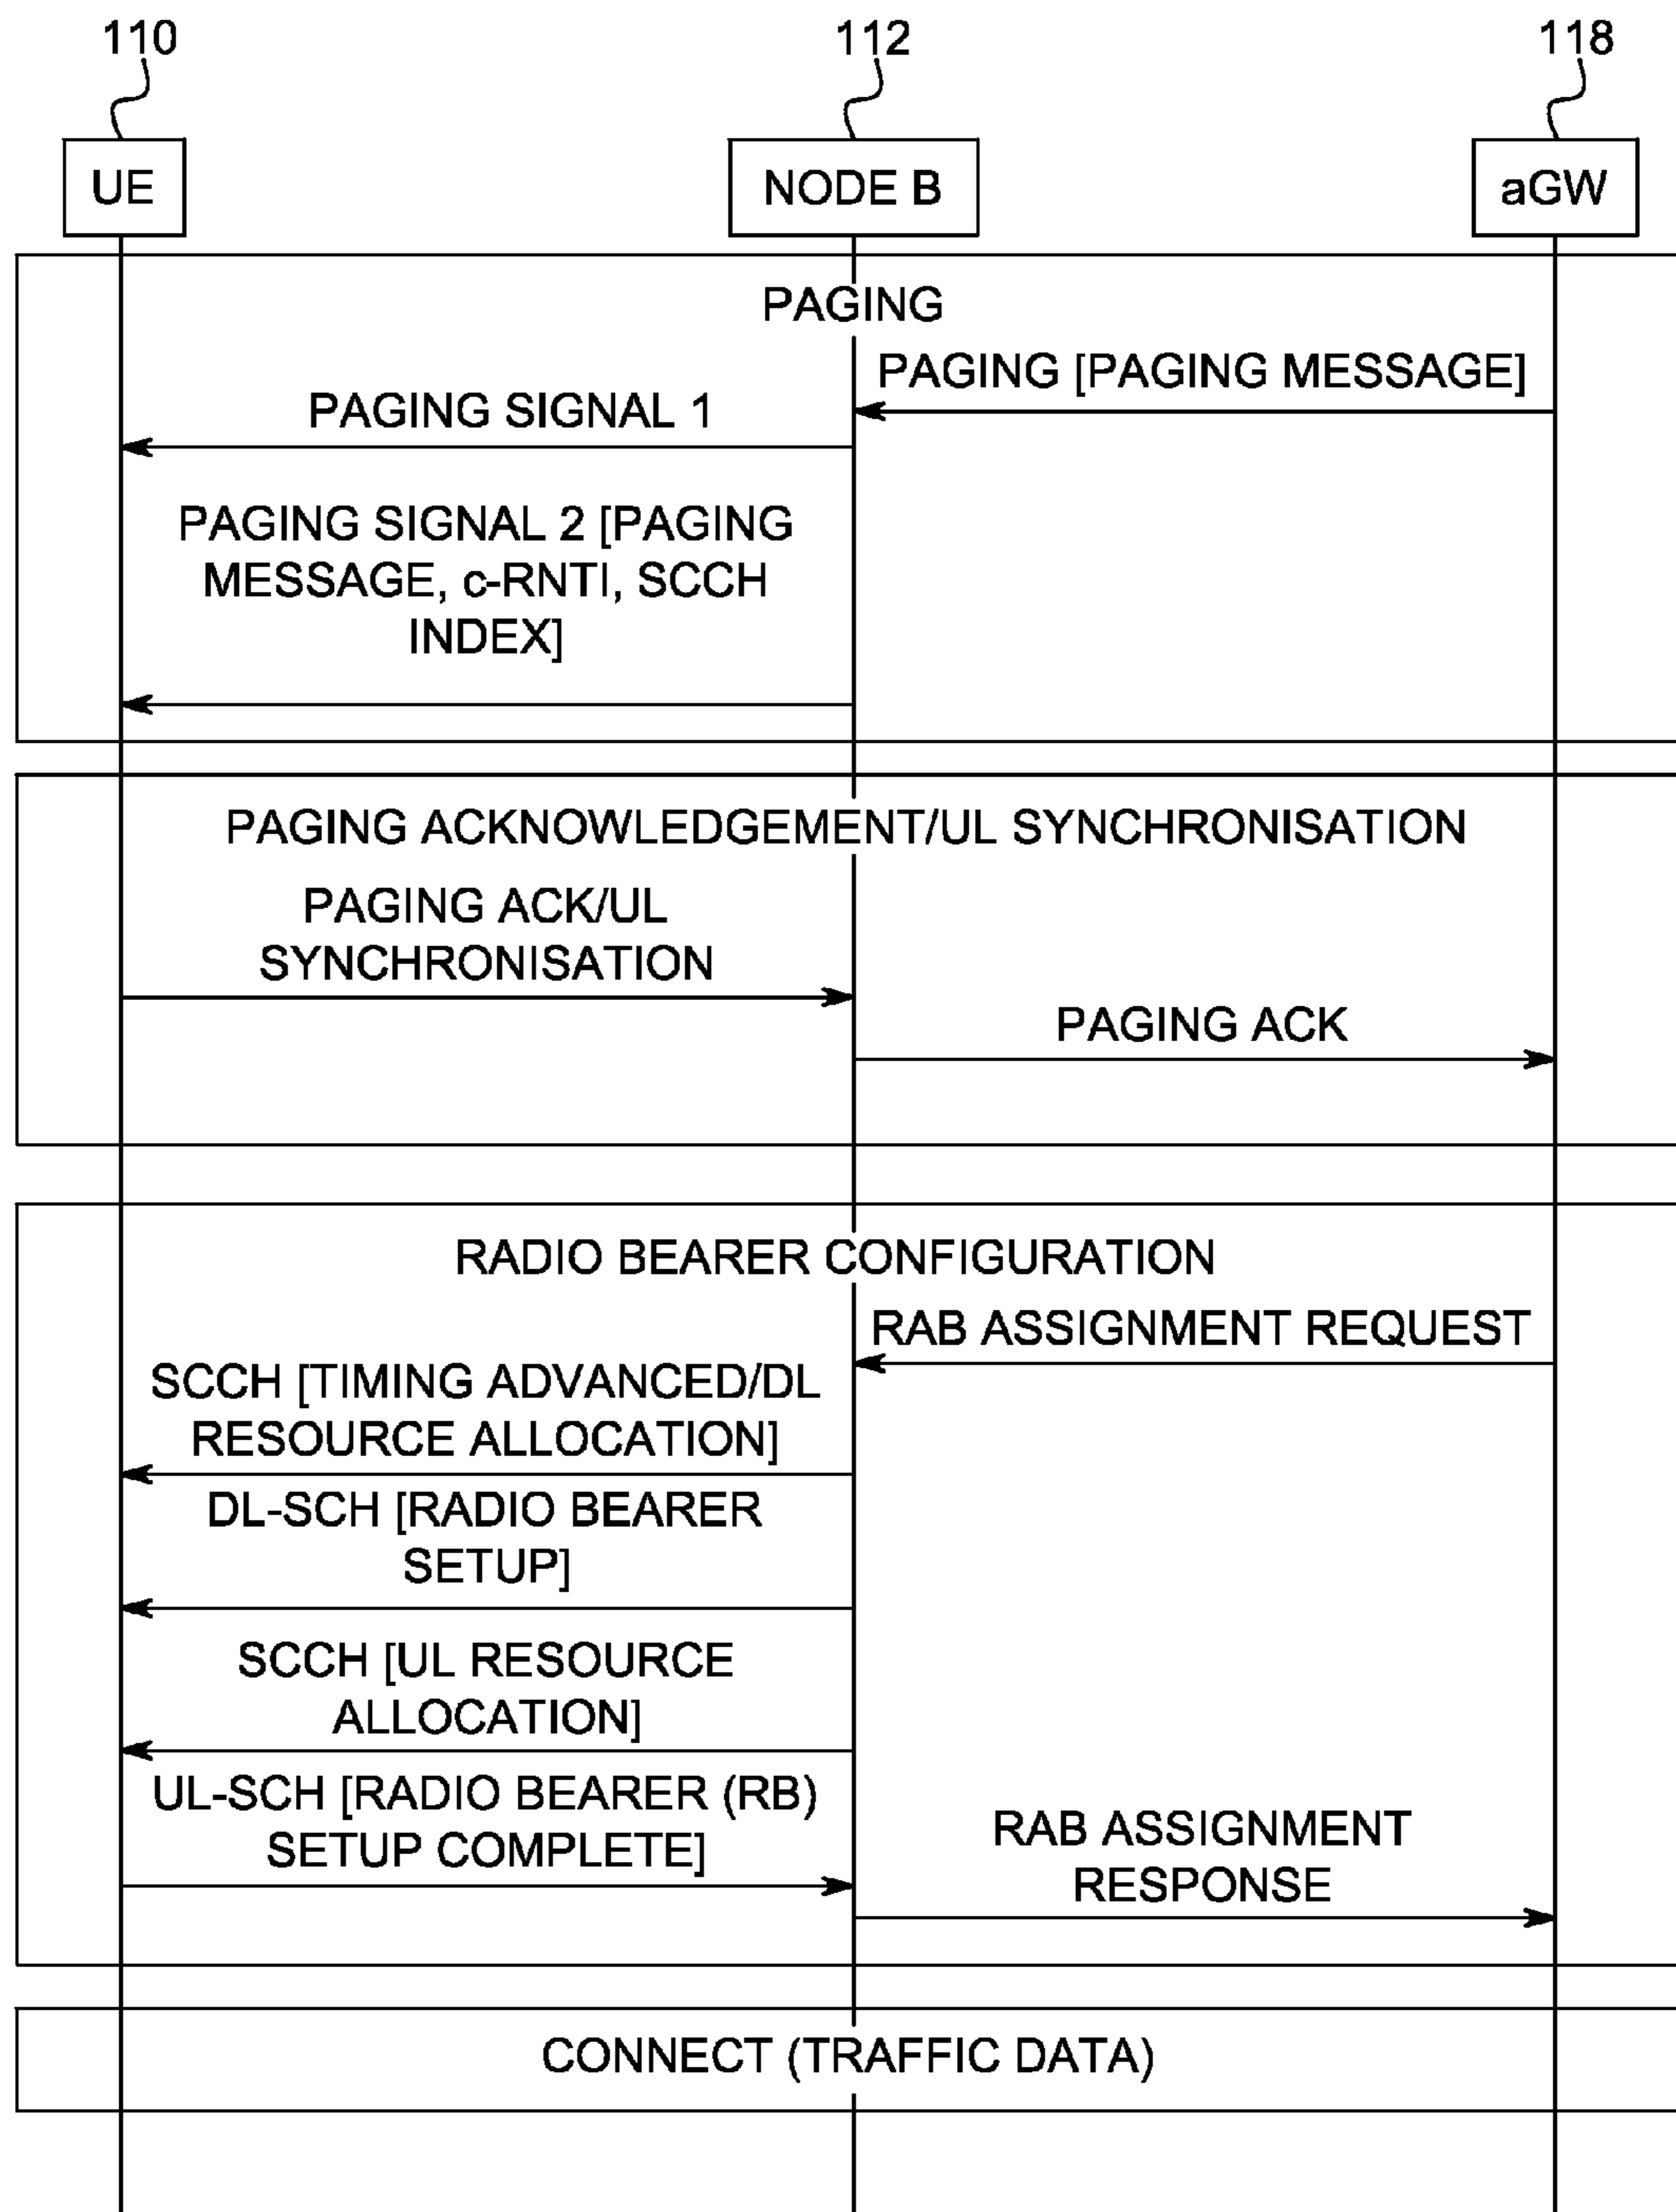 110
112
118
UE
NODE B
aGW
PAGING
PAGING [PAGING MESSAGE]
PAGING SIGNAL 1
PAGING SIGNAL 2 [PAGING
MESSAGE, c-RNTI, SCCH
INDEX]
PAGING ACKNOWLEDGEMENT/UL SYNCHRONISATION
PAGING ACK/UL
SYNCHRONISATION
PAGING ACK
RADIO BEARER CONFIGURATION
RAB ASSIGNMENT REQUEST
SCCH [TIMING ADVANCED/DL
RESOURCE ALLOCATION]
DL-SCH [RADIO BEARER
SETUP]
SCCH [UL RESOURCE
ALLOCATION]
UL-SCH [RADIO BEARER (RB)
SETUP COMPLETE]
RAB ASSIGNMENT
RESPONSE
CONNECT (TRAFFIC DATA)